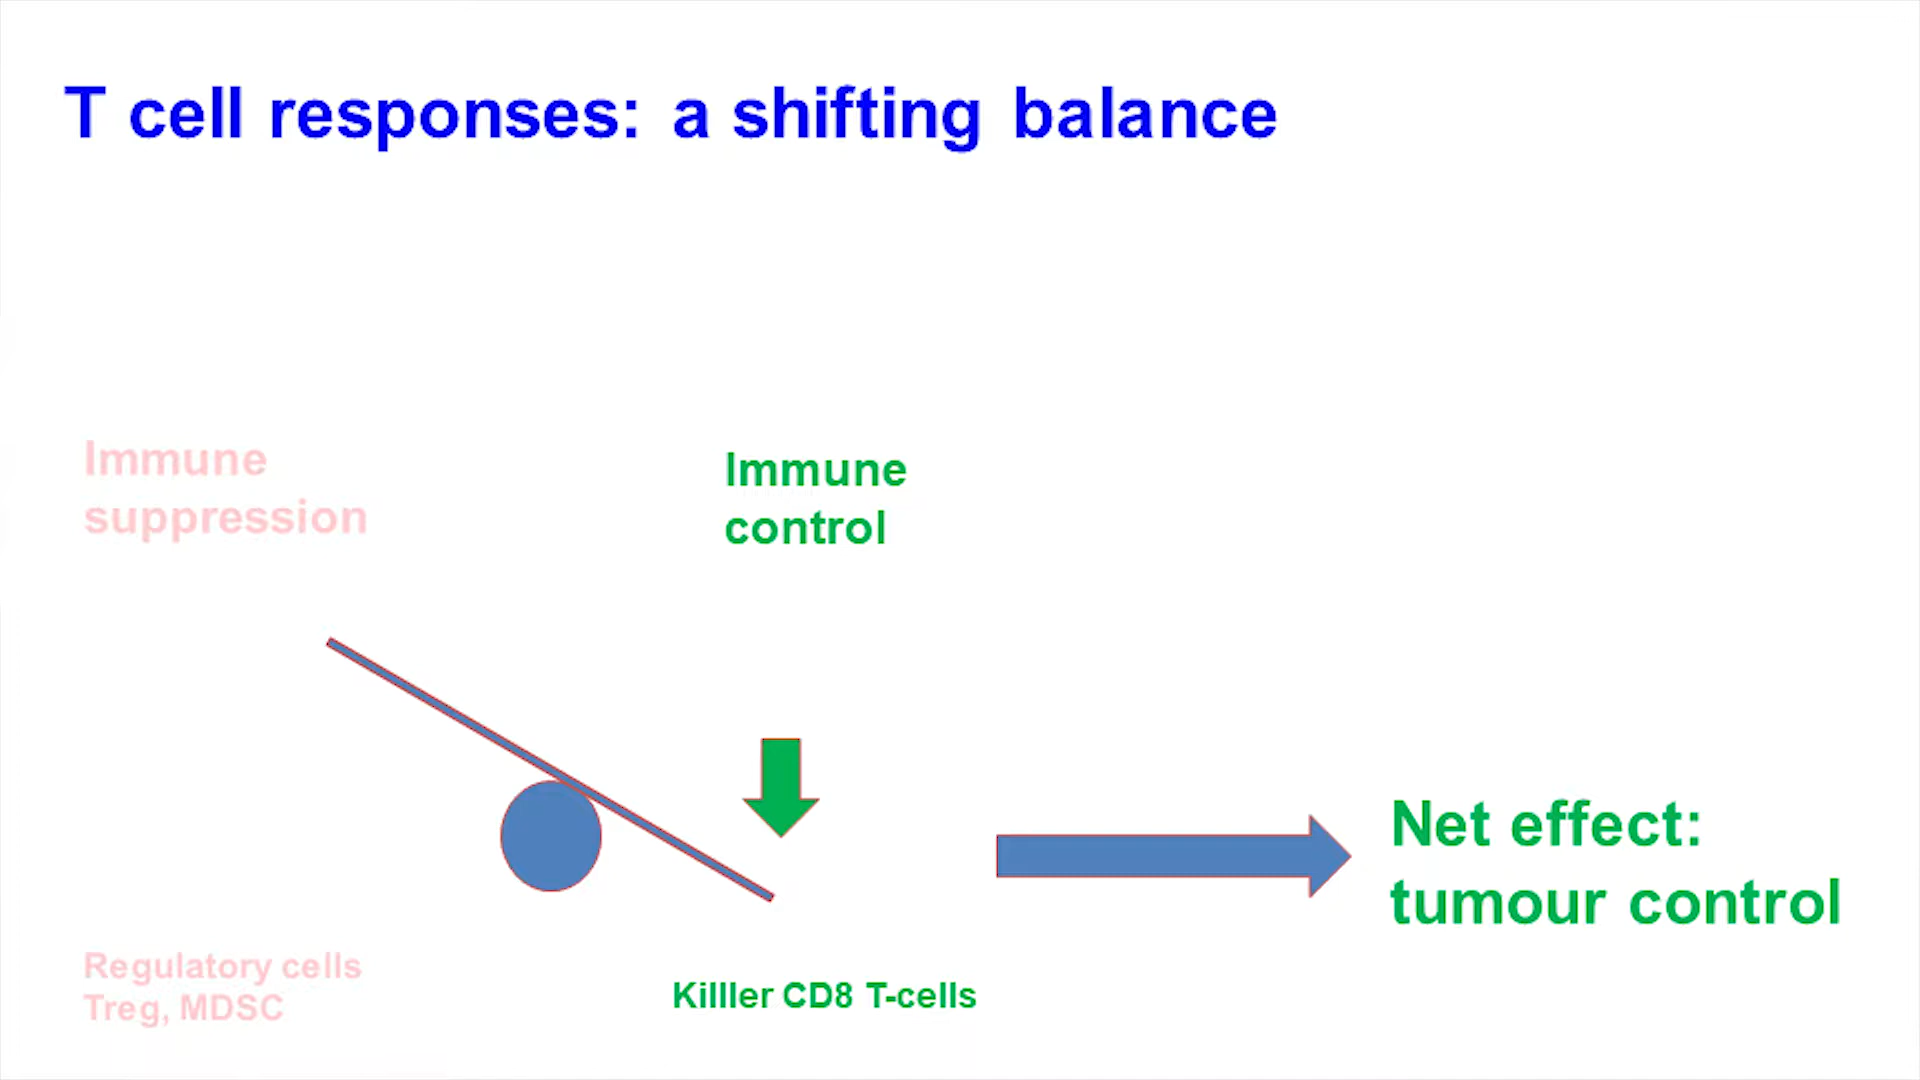 T cell responses: a shifting balance
Immune
suppression
Immune
control
Net effect:
tumour control
Regulatory cells
Treg, MDSC
Killler CD8 T-cells